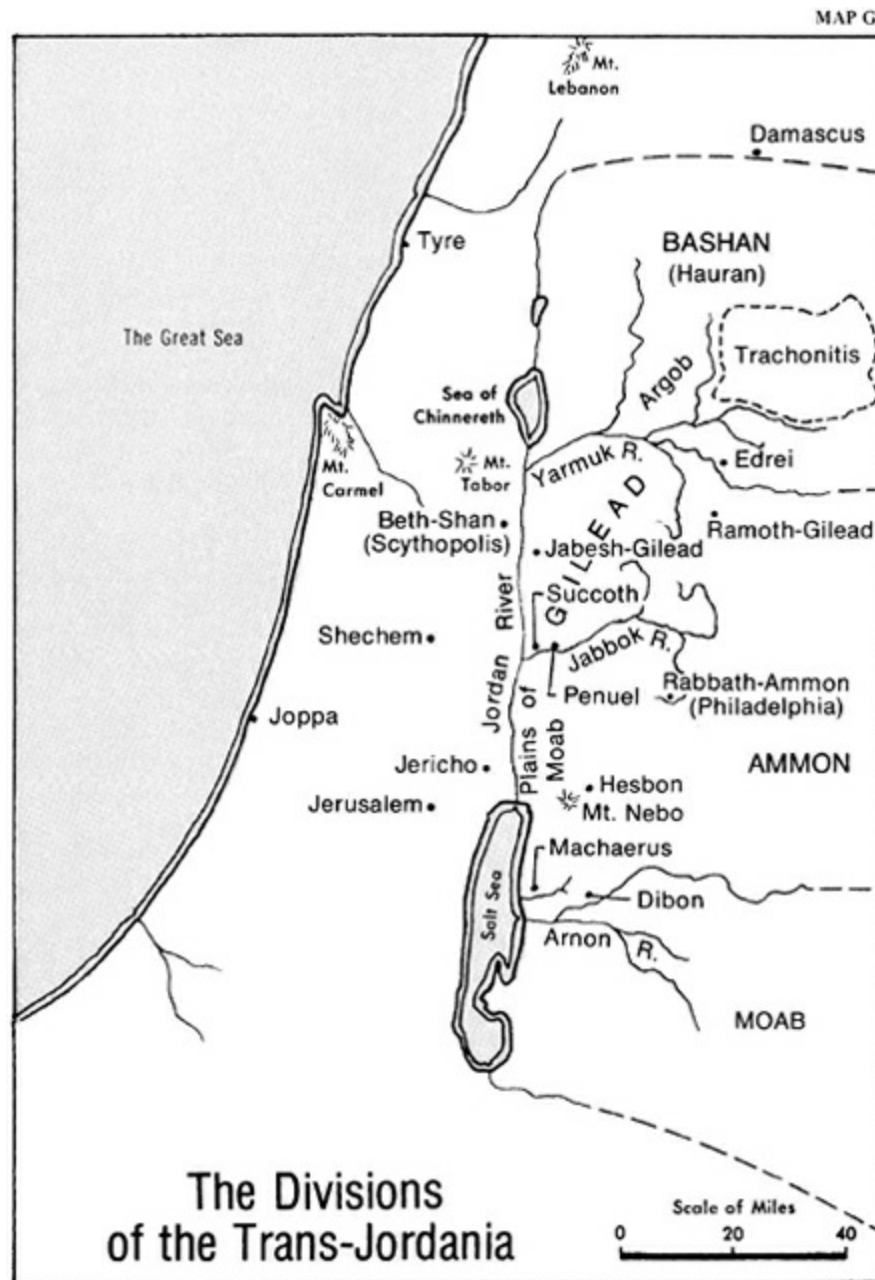 MAP G
Mt.
Lebanon
Damascus
Tyre
BASHAN
(Hauran)
The Great Sea
Trachonitis
Argob
Sea of
Chinnereth
Mt.
Carmel
Mt.
Tabor
Yarmuk R.
Edrei
Beth-Shan
(Scythopolis)
GILEAD
Ramoth-Gilead
Jabesh-Gilead
Succoth
Jordan River
Shechem
Jabbok R.
Penuel
Rabbath-Ammon
(Philadelphia)
Joppa
Plains of
Moab
AMMON
Jericho
Hesbon
Jerusalem
Mt. Nebo
Machaerus
Salt Sea
Dibon
Arnon R.
MOAB
The Divisions
of the Trans-Jordania
Scale of Miles
0 20 40